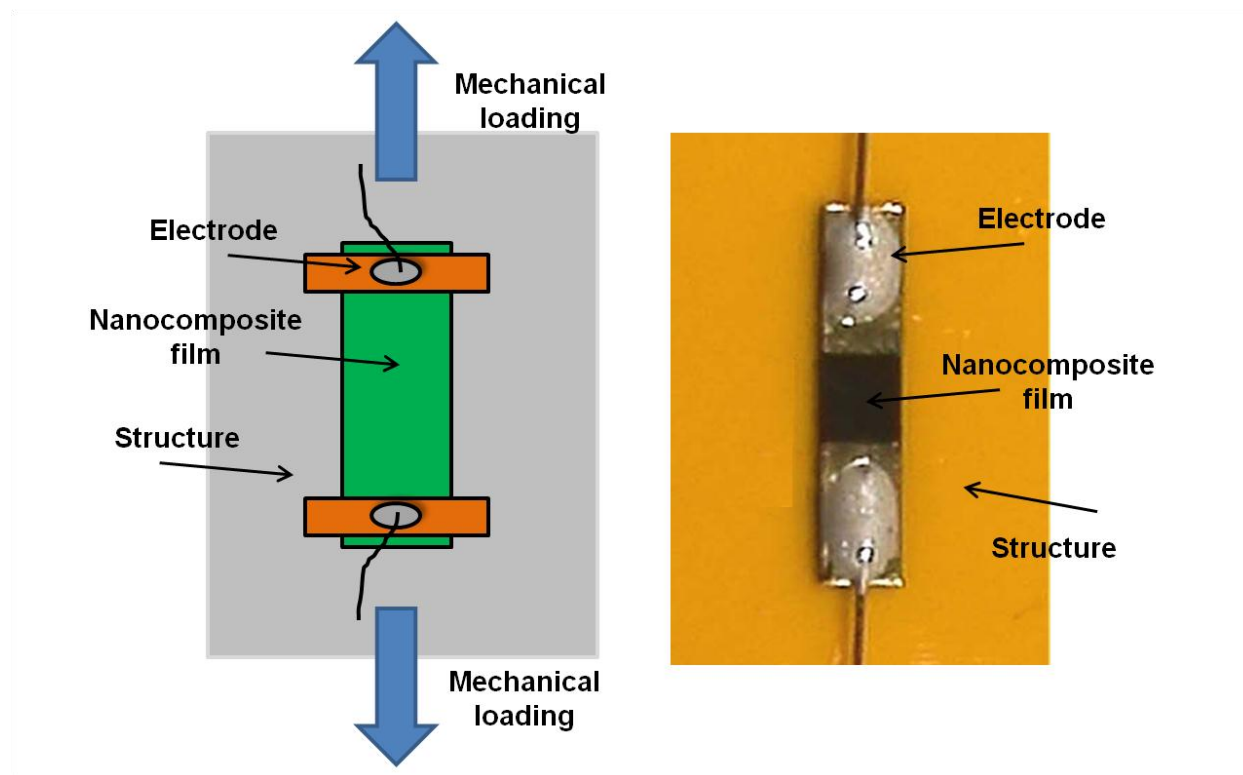 Mechanical
loading
Electrode
Nanocomposite
film
Structure
Mechanical
loading
Electrode
Nanocomposite
film
Structure